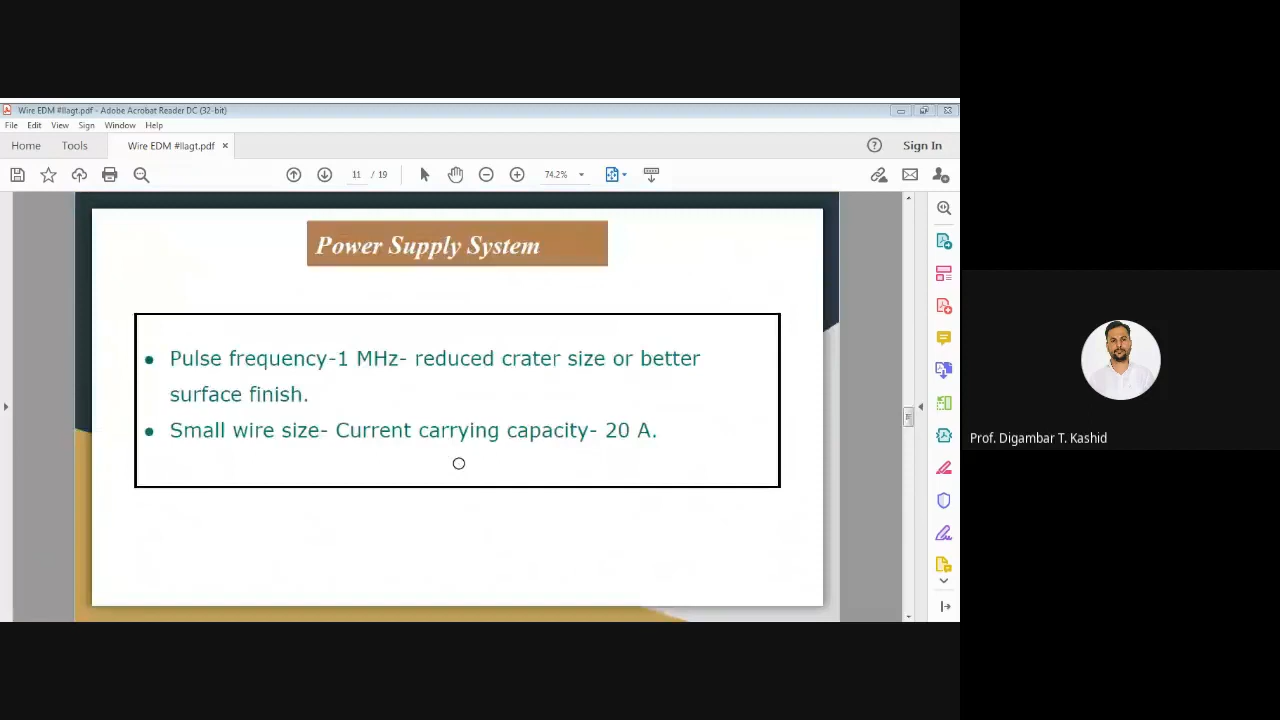 Wire EDM #llagt.pdf - Adobe Acrobat Reader DC (32-bit)
File Edit View Sign Window Help
Home Tools Wire EDM #llagt.pdf × Sign In
11 / 19 74.2%
Power Supply System
• Pulse frequency-1 MHz- reduced crater size or better
surface finish.
• Small wire size- Current carrying capacity- 20 A.
Prof. Digambar T. Kashid